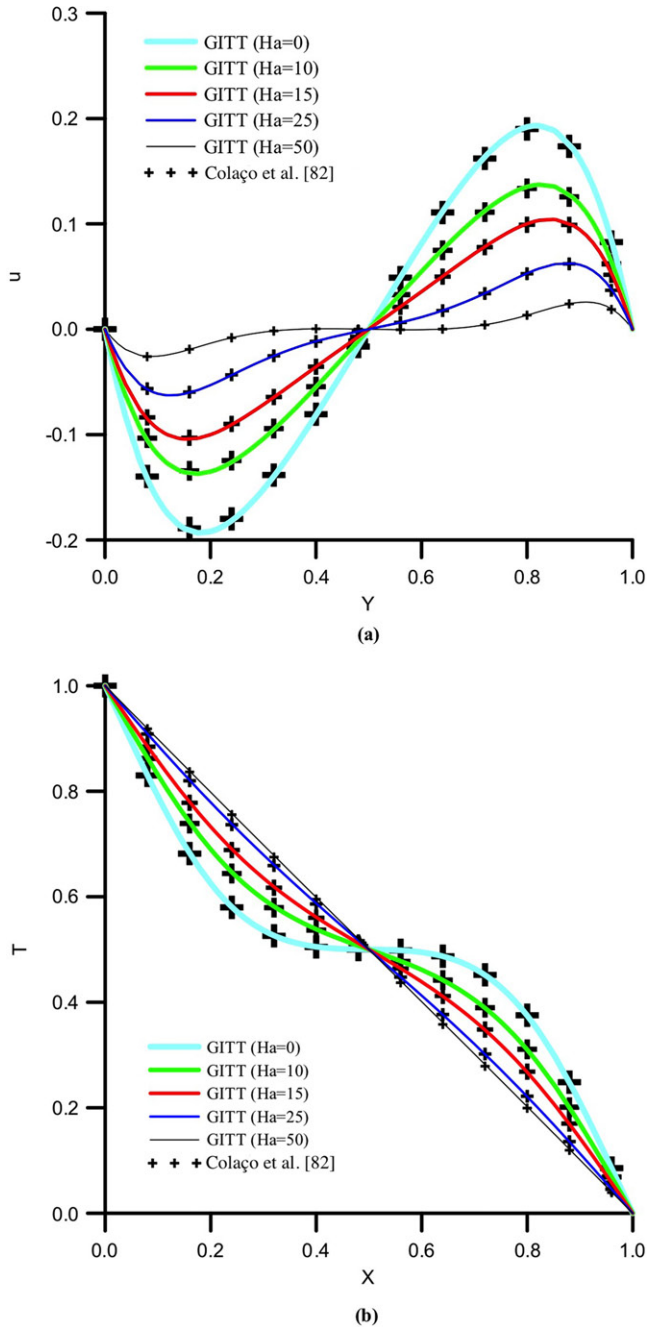 GITT (Ha=0)
GITT (Ha=10)
GITT (Ha=15)
GITT (Ha=25)
GITT (Ha=50)
Colaço et al. [82]
0.3
0.2
0.1
0.0
-0.1
-0.2
u
0.0 0.2 0.4 0.6 0.8 1.0
Y
(a)
1.0
0.8
0.6
0.4
0.2
0.0
T
GITT (Ha=0)
GITT (Ha=10)
GITT (Ha=15)
GITT (Ha=25)
GITT (Ha=50)
Colaço et al. [82]
0.0 0.2 0.4 0.6 0.8 1.0
X
(b)